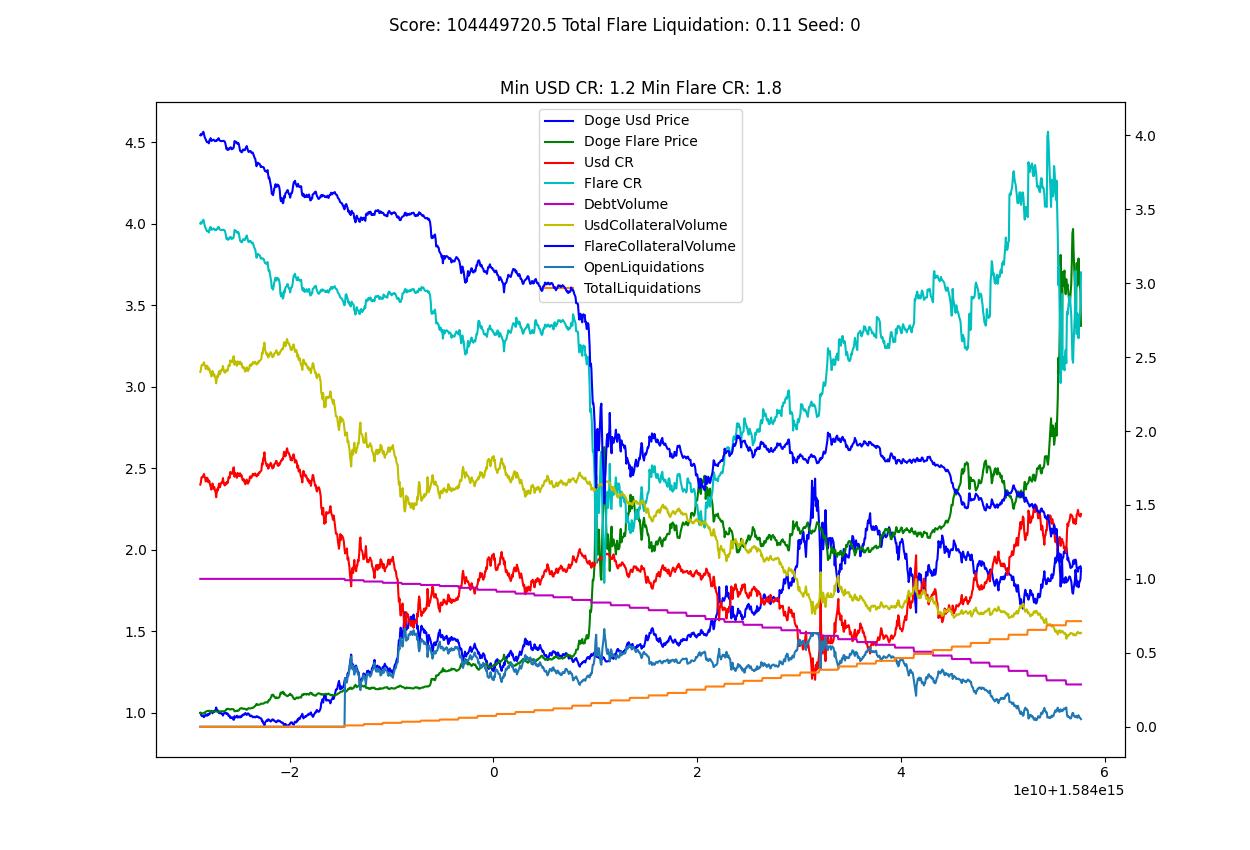 Score: 104449720.5 Total Flare Liquidation: 0.11 Seed: 0
Min USD CR: 1.2 Min Flare CR: 1.8
Doge Usd Price
Doge Flare Price
Usd CR
Flare CR
DebtVolume
UsdCollateralVolume
FlareCollateralVolume
OpenLiquidations
TotalLiquidations
4.5
4.0
3.5
3.0
2.5
2.0
1.5
1.0
4.0
3.5
3.0
2.5
2.0
1.5
1.0
0.5
0.0
−2 0 2 4 6
1e10+1.584e15